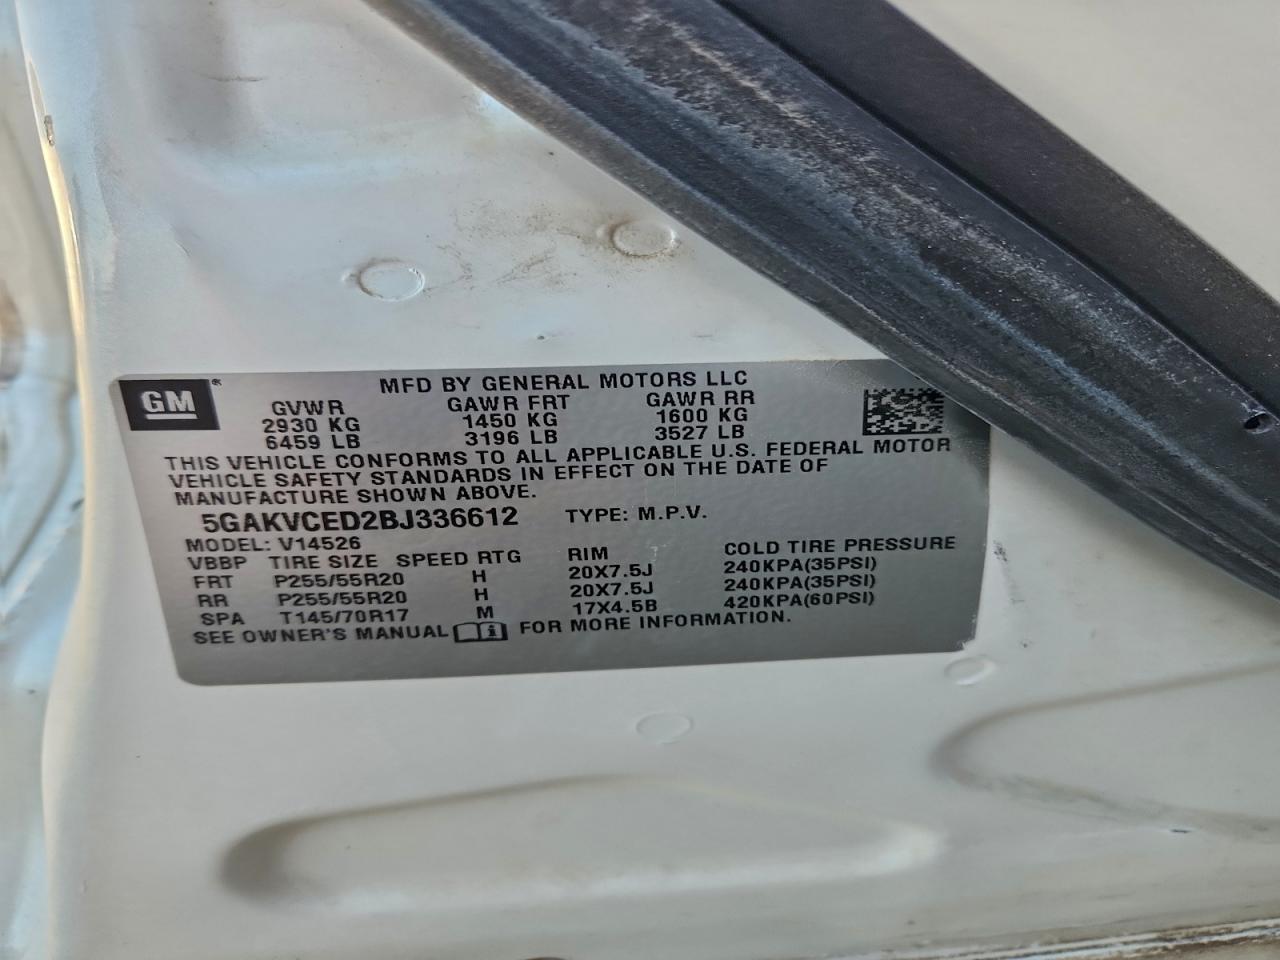 GM
MFD BY GENERAL MOTORS LLC
GVWR GAWR FRT GAWR RR
2930 KG 1450 KG 1600 KG
6459 LB 3196 LB 3527 LB
THIS VEHICLE CONFORMS TO ALL APPLICABLE U.S. FEDERAL MOTOR
VEHICLE SAFETY STANDARDS IN EFFECT ON THE DATE OF
MANUFACTURE SHOWN ABOVE.
5GAKVCED2BJ336612 TYPE: M.P.V.
MODEL: V14526
VBBP TIRE SIZE SPEED RTG RIM COLD TIRE PRESSURE
FRT P255/55R20 H 20X7.5J 240KPA(35PSI)
RR P255/55R20 H 20X7.5J 240KPA(35PSI)
SPA T145/70R17 M 17X4.5B 420KPA(60PSI)
SEE OWNER'S MANUAL FOR MORE INFORMATION.